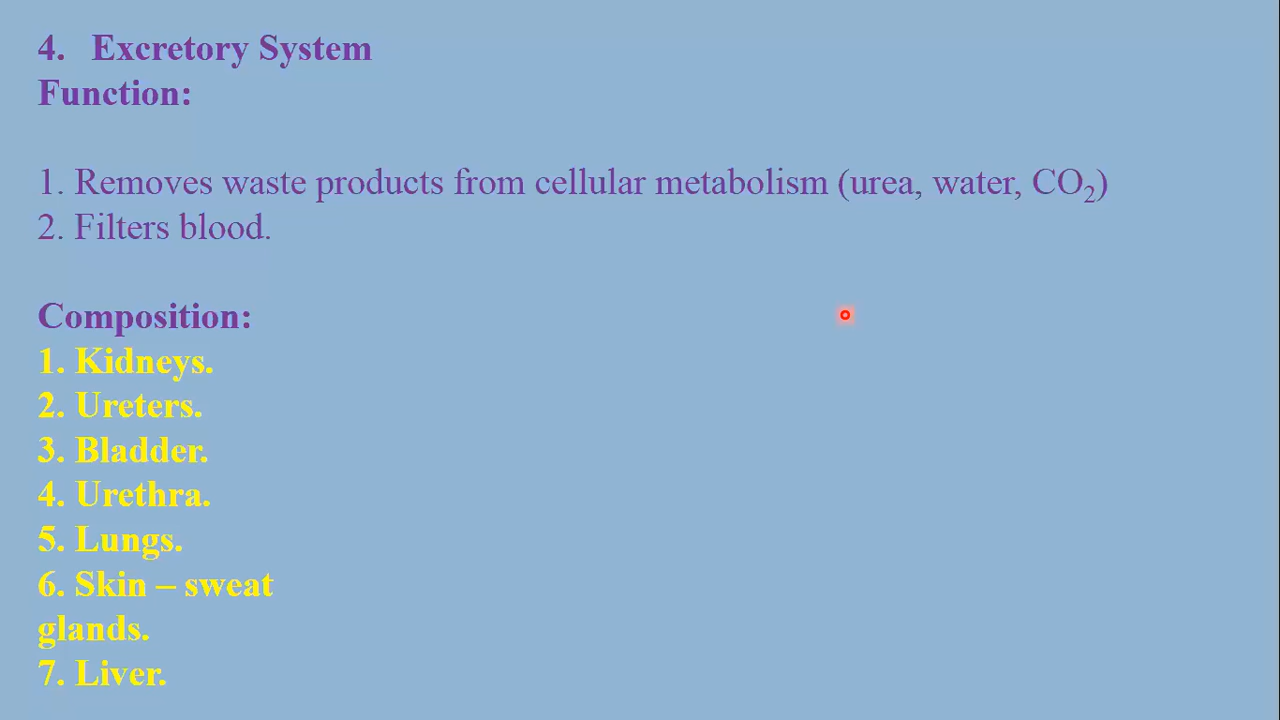 4. Excretory System
Function:
1. Removes waste products from cellular metabolism (urea, water, CO₂)
2. Filters blood.
Composition:
1. Kidneys.
2. Ureters.
3. Bladder.
4. Urethra.
5. Lungs.
6. Skin – sweat
glands.
7. Liver.